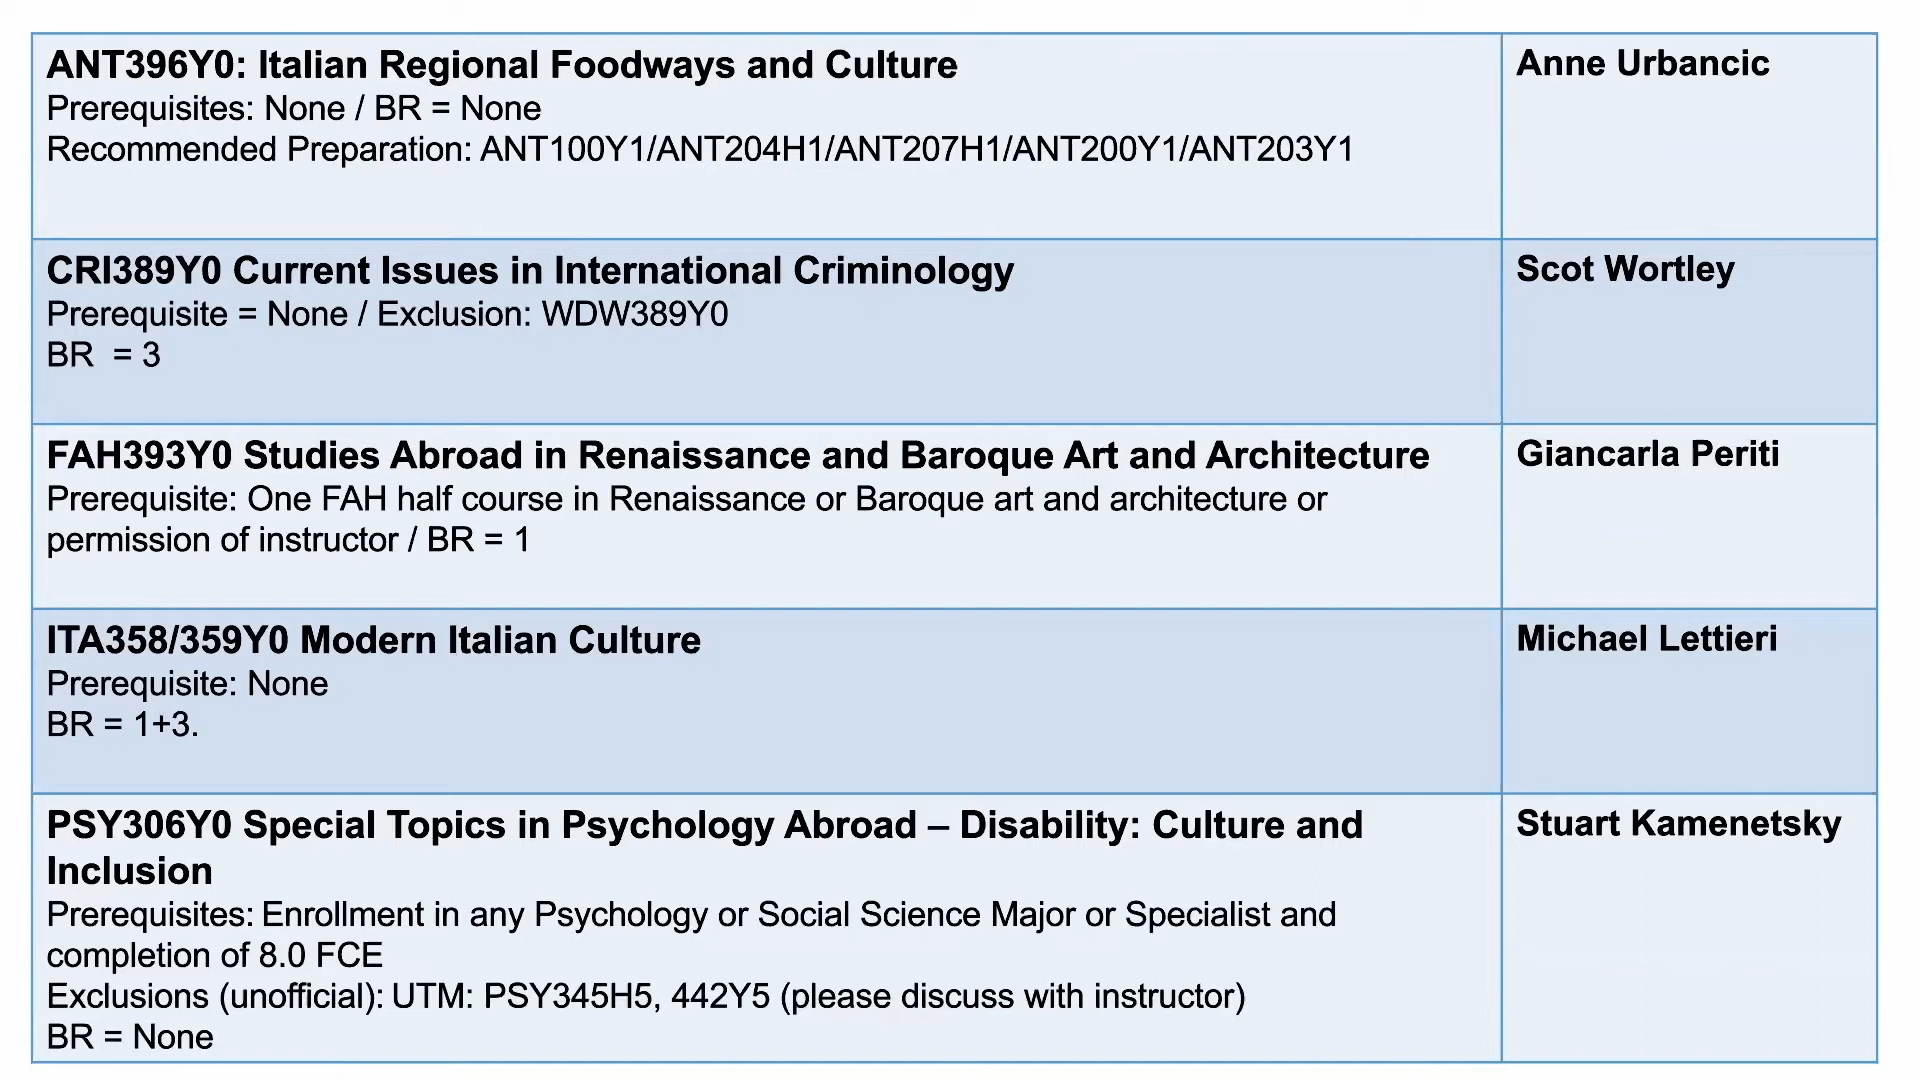 ANT396Y0: Italian Regional Foodways and Culture
Prerequisites: None / BR = None
Recommended Preparation: ANT100Y1/ANT204H1/ANT207H1/ANT200Y1/ANT203Y1
Anne Urbancic
CRI389Y0 Current Issues in International Criminology
Prerequisite = None / Exclusion: WDW389Y0
BR  = 3
Scot Wortley
FAH393Y0 Studies Abroad in Renaissance and Baroque Art and Architecture
Prerequisite: One FAH half course in Renaissance or Baroque art and architecture or
permission of instructor / BR = 1
Giancarla Periti
ITA358/359Y0 Modern Italian Culture
Prerequisite: None
BR = 1+3.
Michael Lettieri
PSY306Y0 Special Topics in Psychology Abroad – Disability: Culture and
Inclusion
Prerequisites: Enrollment in any Psychology or Social Science Major or Specialist and
completion of 8.0 FCE
Exclusions (unofficial): UTM: PSY345H5, 442Y5 (please discuss with instructor)
BR = None
Stuart Kamenetsky